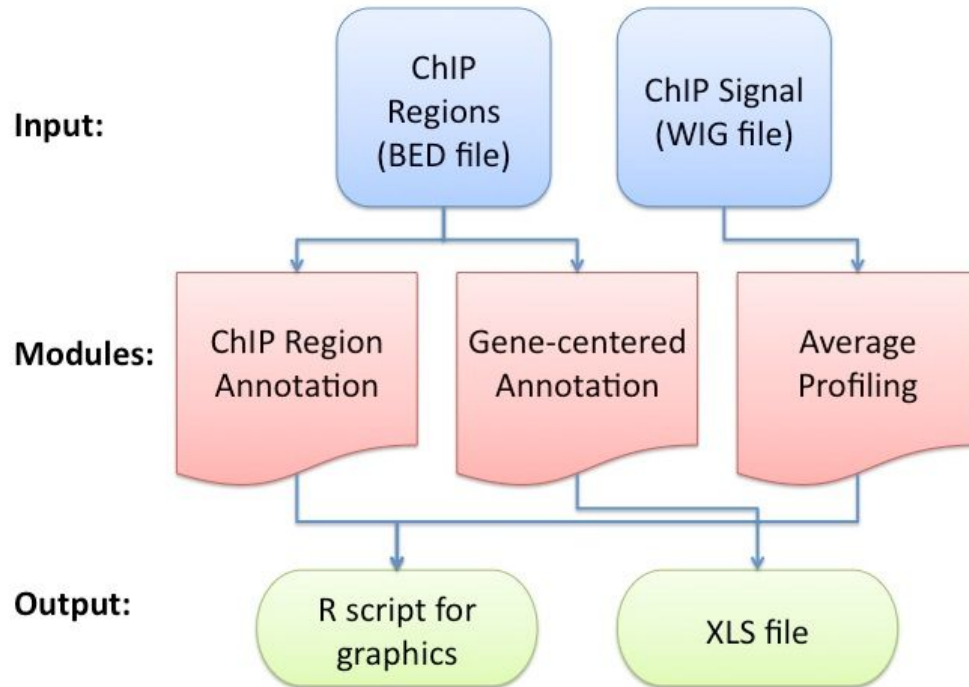 Input:
ChIP
Regions
(BED file)
ChIP Signal
(WIG file)
Modules:
ChIP Region
Annotation
Gene-centered
Annotation
Average
Profiling
Output:
R script for
graphics
XLS file